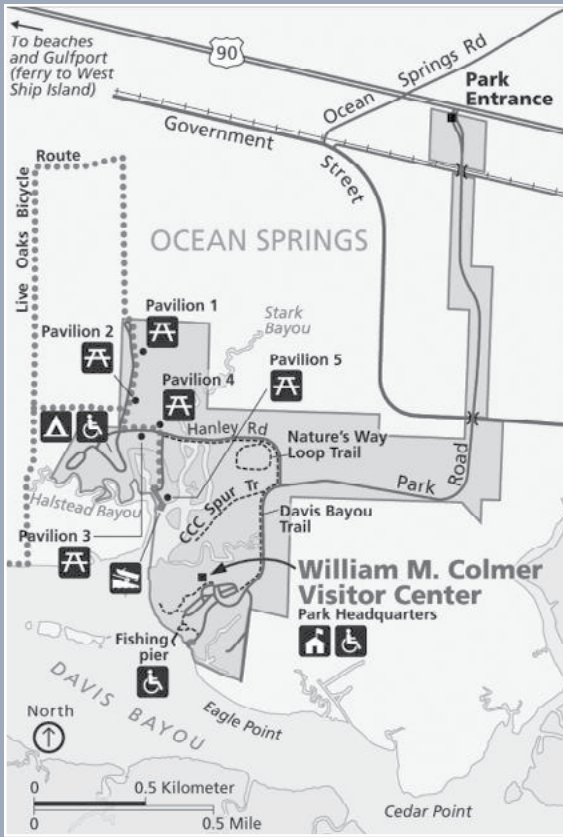 To beaches
and Gulfport
(ferry to West
Ship Island)
90
Ocean Springs Rd
Park
Entrance
Government
Street
Route
Live Oaks Bicycle
OCEAN SPRINGS
Pavilion 1
Stark
Bayou
Pavilion 2
Pavilion 5
Pavilion 4
Hanley Rd
Nature's Way
Loop Trail
Park Road
Halstead Bayou
CCC Spur Tr
Davis Bayou
Trail
Pavilion 3
William M. Colmer
Visitor Center
Park Headquarters
Fishing
pier
DAVIS BAYOU
Eagle Point
North
0 0.5 Kilometer
0 0.5 Mile
Cedar Point